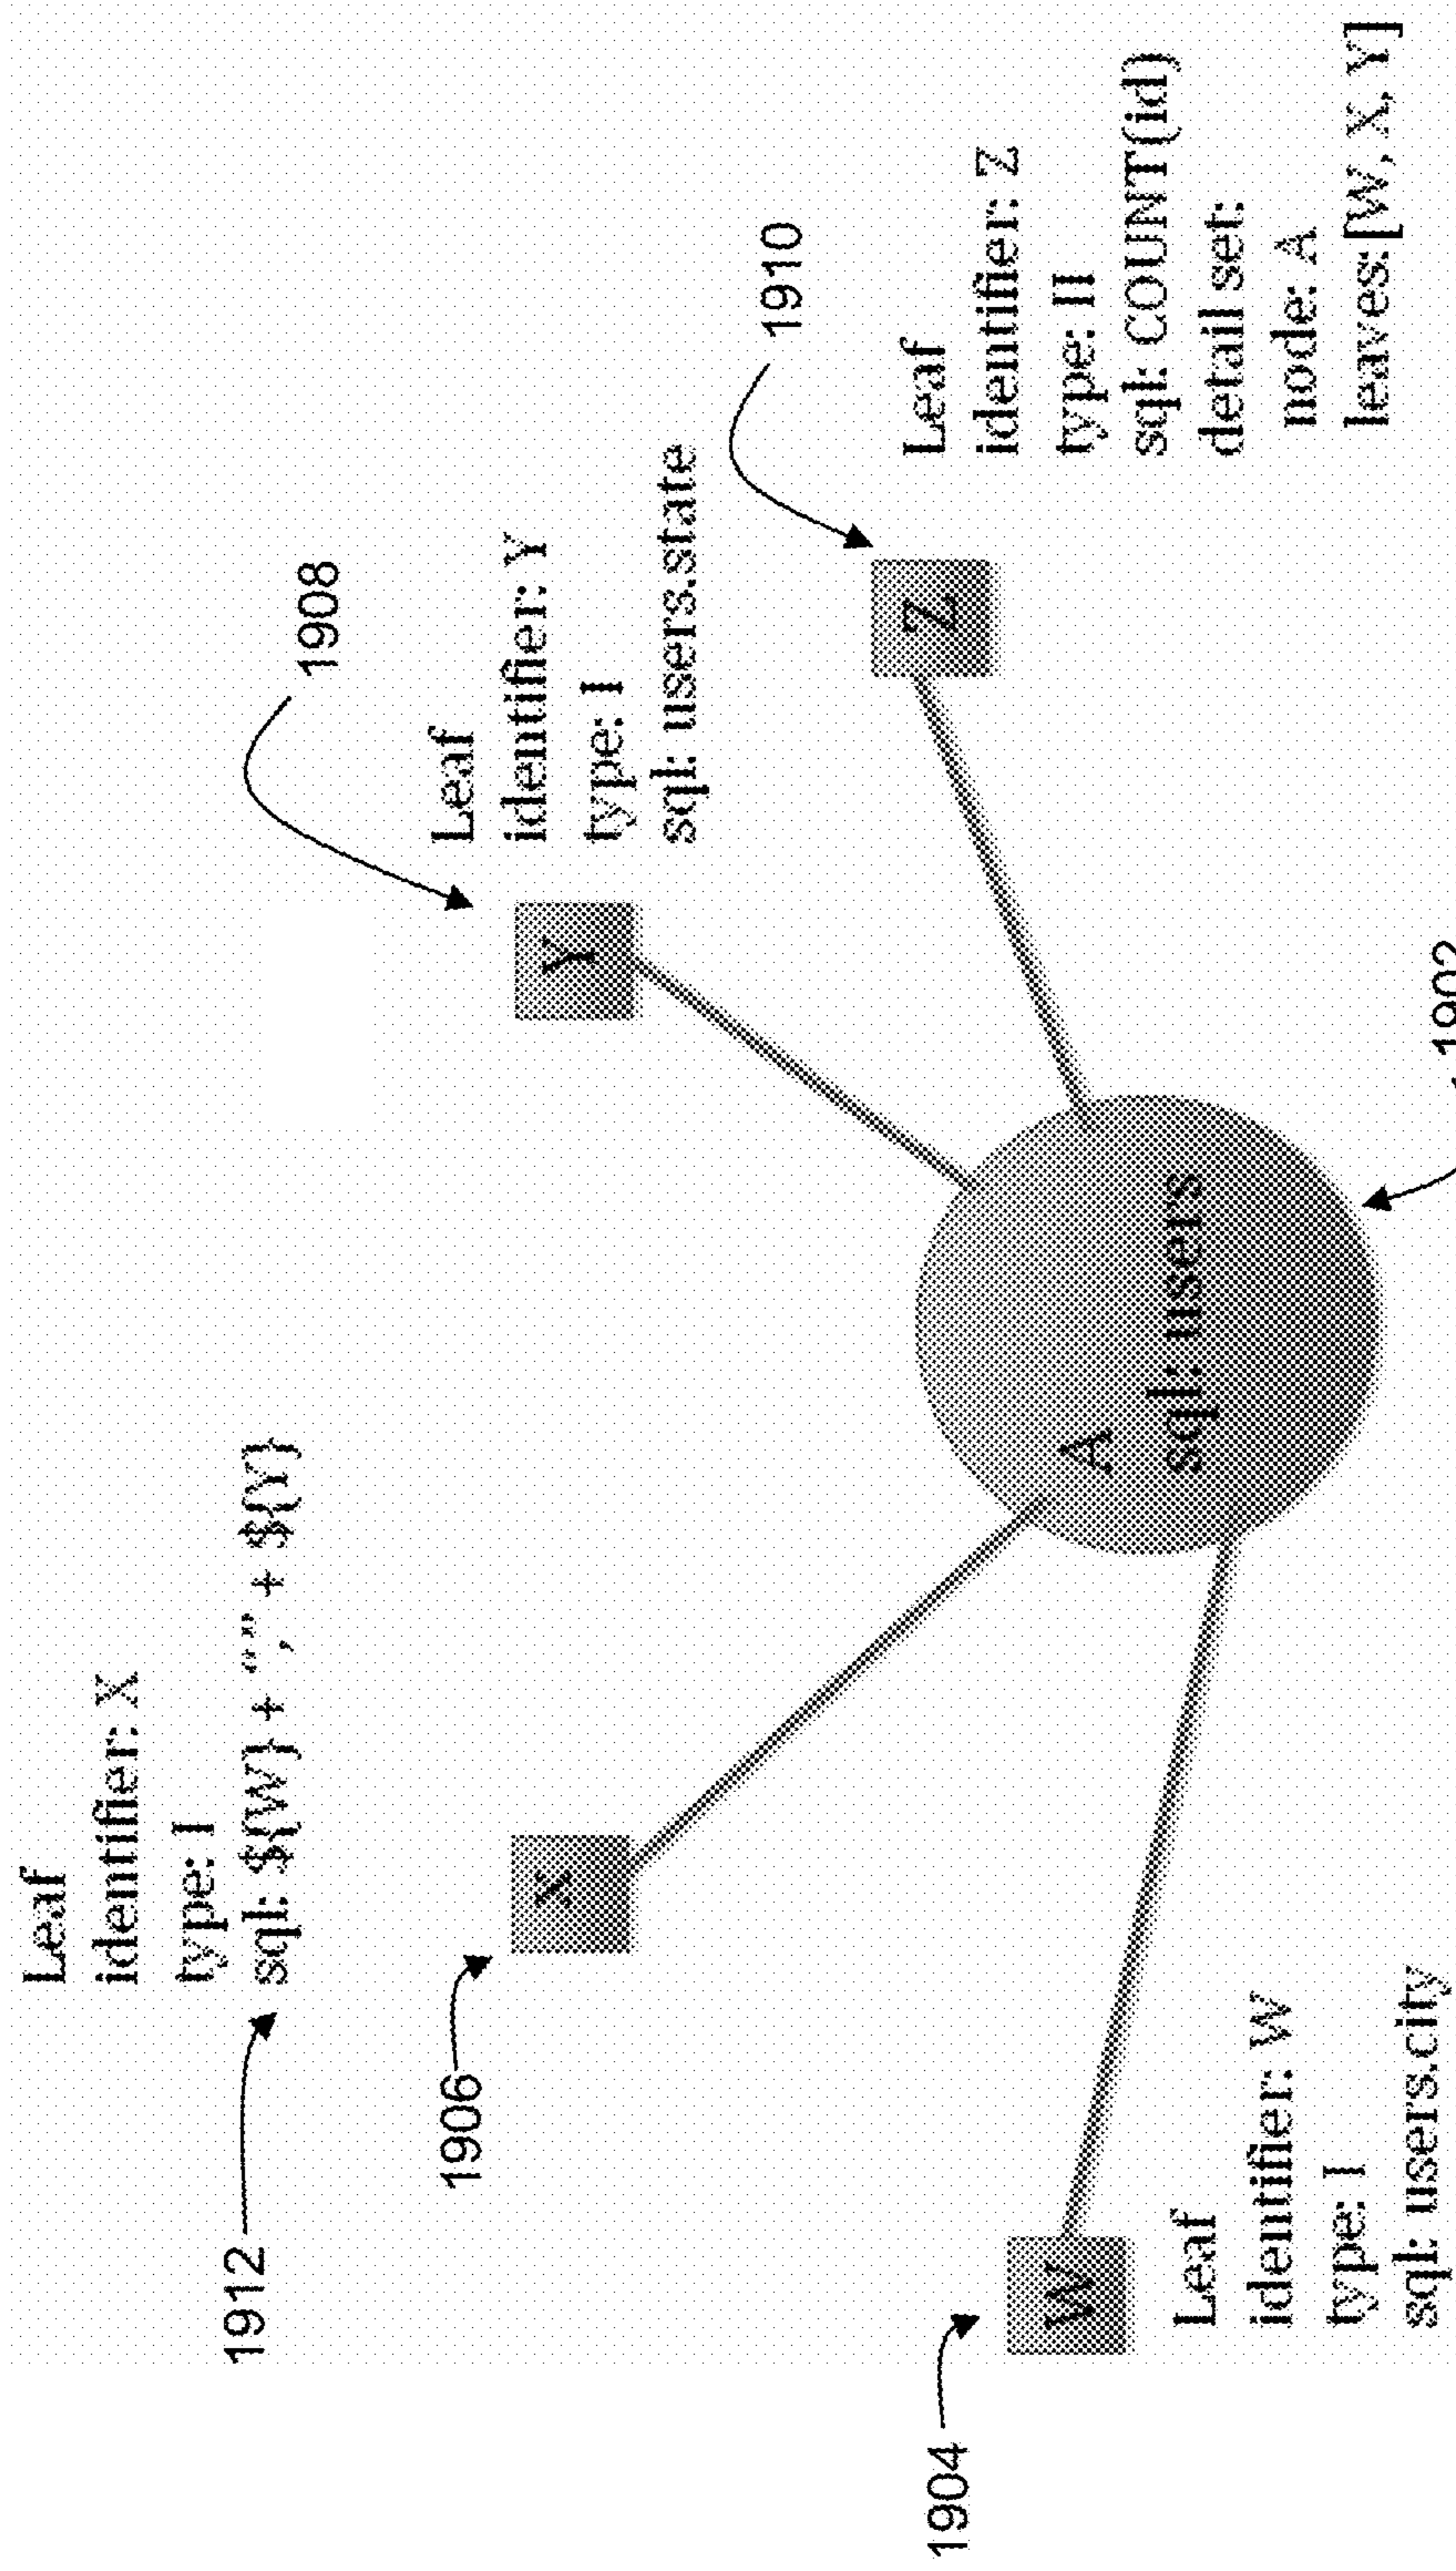 1912
Leaf
identifier: X
type: I
sql: ${W} + “,” + ${Y}
1906
X
1908
Leaf
identifier: Y
type: I
sql: users.state
Y
1910
Leaf
identifier: Z
type: II
sql: COUNT(id)
detail set:
node: A
leaves: [W, X, Y]
Z
1904
W
Leaf
identifier: W
type: I
sql: users.city
A
sql: users
1902